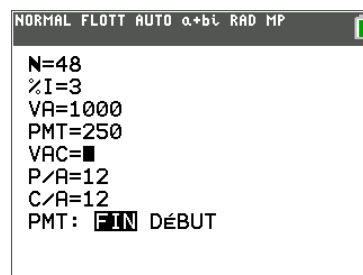 NORMAL FLOTT AUTO a+bi RAD MP
N=48
%I=3
VA=1000
PMT=250
VAC=
P/A=12
C/A=12
PMT: FIN DÉBUT